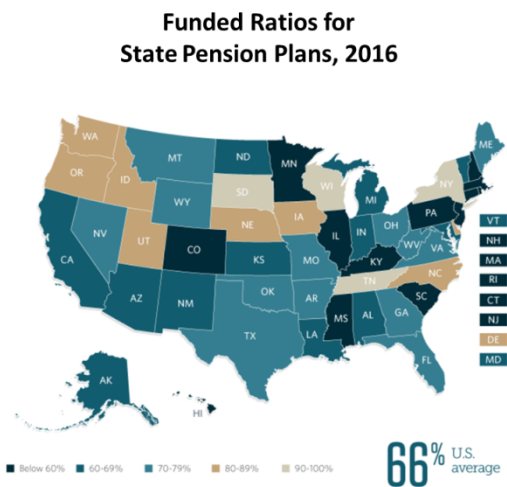 Funded Ratios for
State Pension Plans, 2016
WA
OR
ID
MT
ND
MN
SD
WI
WY
NV
UT
CA
CO
NE
IA
KS
MO
IL
IN
MI
OH
KY
WV
VA
PA
NY
ME
AZ
NM
OK
AR
TN
NC
SC
TX
LA
MS
AL
GA
FL
AK
HI
VT
NH
MA
RI
CT
NJ
DE
MD
Below 60%
60-69%
70-79%
80-89%
90-100%
66% U.S.
average